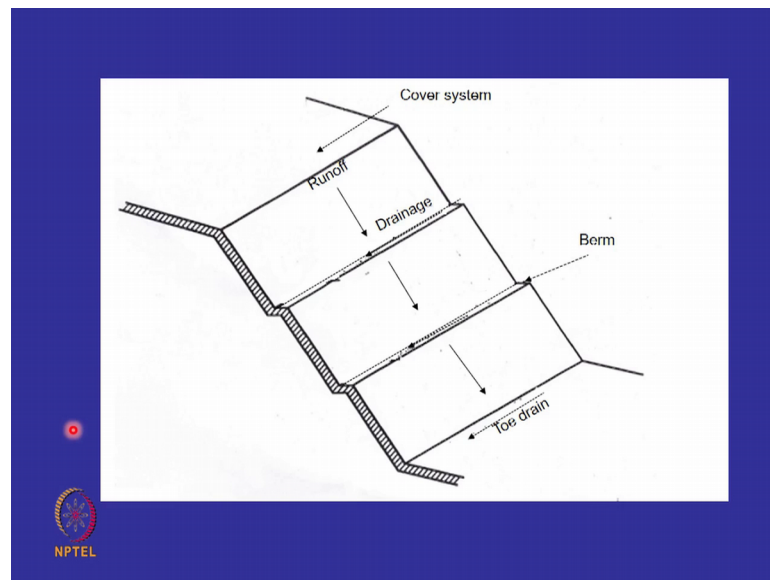 Cover system
Runoff
Drainage
Berm
Toe drain
NPTEL